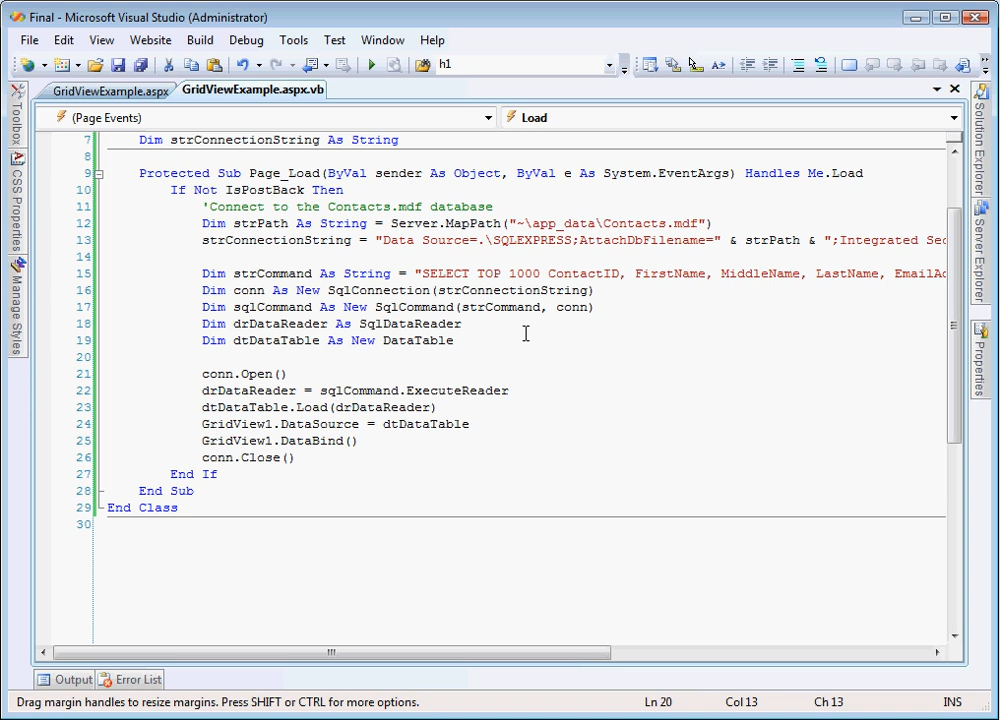 Final - Microsoft Visual Studio (Administrator)
File Edit View Website Build Debug Tools Test Window Help
h1
GridViewExample.aspx GridViewExample.aspx.vb
(Page Events) Load
7 Dim strConnectionString As String
8
9 Protected Sub Page_Load(ByVal sender As Object, ByVal e As System.EventArgs) Handles Me.Load
10 If Not IsPostBack Then
11 'Connect to the Contacts.mdf database
12 Dim strPath As String = Server.MapPath("~\app_data\Contacts.mdf")
13 strConnectionString = "Data Source=.\SQLEXPRESS;AttachDbFilename=" & strPath & ";Integrated Sec
14
15 Dim strCommand As String = "SELECT TOP 1000 ContactID, FirstName, MiddleName, LastName, EmailAd
16 Dim conn As New SqlConnection(strConnectionString)
17 Dim sqlCommand As New SqlCommand(strCommand, conn)
18 Dim drDataReader As SqlDataReader
19 Dim dtDataTable As New DataTable
20
21 conn.Open()
22 drDataReader = sqlCommand.ExecuteReader
23 dtDataTable.Load(drDataReader)
24 GridView1.DataSource = dtDataTable
25 GridView1.DataBind()
26 conn.Close()
27 End If
28 End Sub
29 End Class
30
Toolbox
CSS Properties
Manage Styles
Solution Explorer
Server Explorer
Properties
Output Error List
Drag margin handles to resize margins. Press SHIFT or CTRL for more options. Ln 20 Col 13 Ch 13 INS